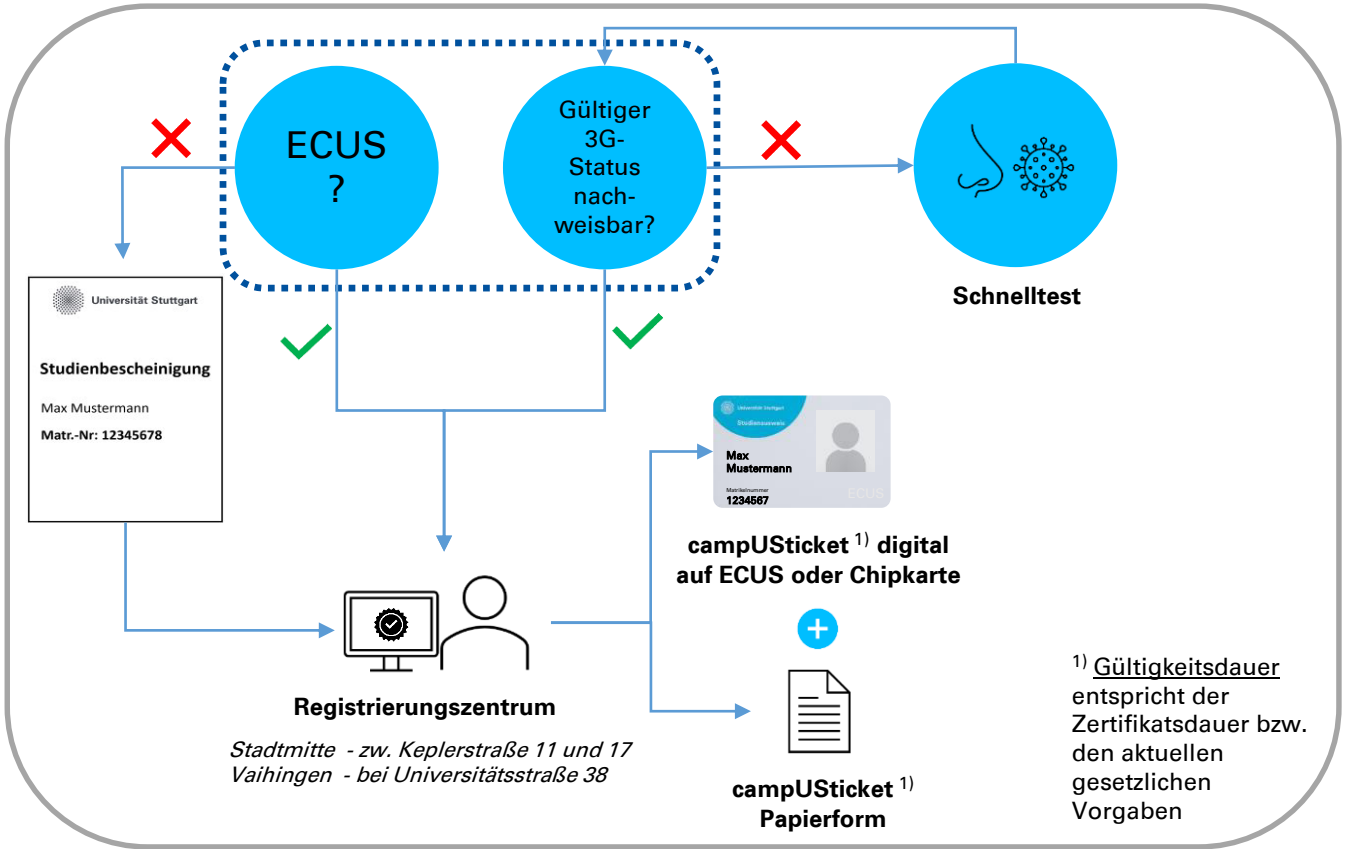 ECUS
?
Gültiger
3G-
Status
nach-
weisbar?
Schnelltest
Universität Stuttgart
Studienbescheinigung
Max Mustermann
Matr.-Nr: 12345678
Universität Stuttgart
Studienausweis
Max
Mustermann
Matrikelnummer
1234567
ECUS
campUSticket 1) digital
auf ECUS oder Chipkarte
Registrierungszentrum
Stadtmitte - zw. Keplerstraße 11 und 17
Vaihingen - bei Universitätsstraße 38
campUSticket 1)
Papierform
1) Gültigkeitsdauer
entspricht der
Zertifikatsdauer bzw.
den aktuellen
gesetzlichen
Vorgaben